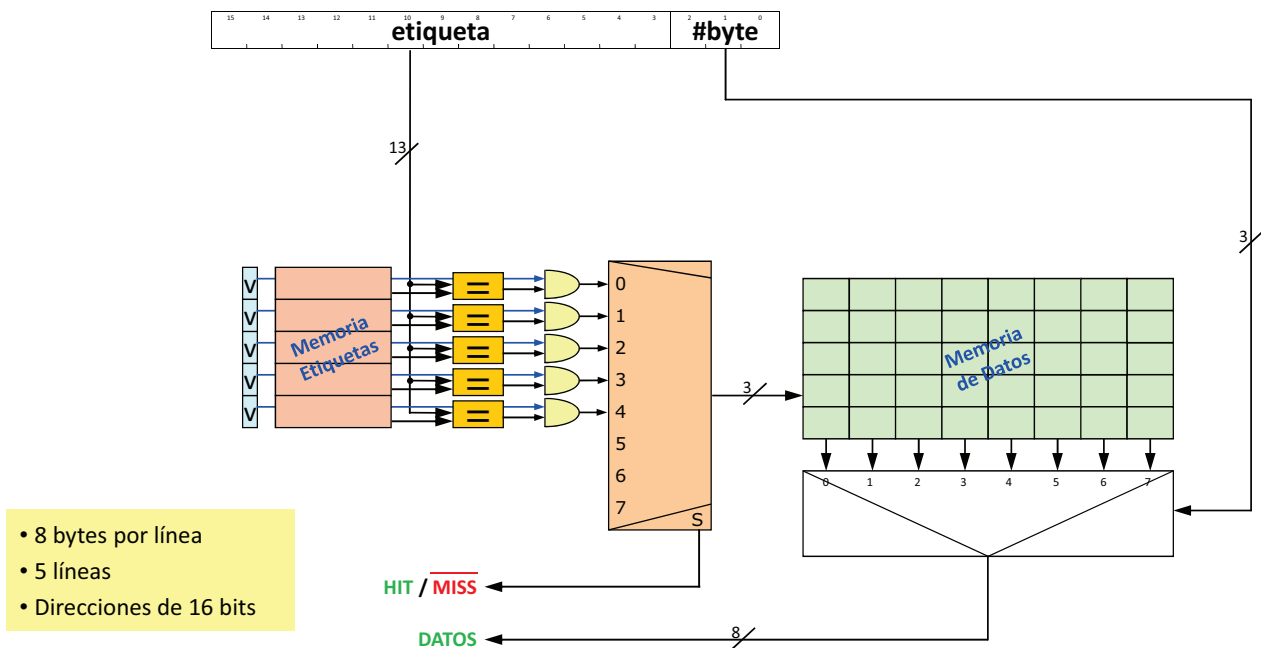 15 14 13 12 11 10 9 8 7 6 5 4 3 2 1 0
etiqueta #byte
13
3
V
V
V
V
V
Memoria
Etiquetas
=
=
=
=
=
0
1
2
3
4
5
6
7
S
3
Memoria
de Datos
0 1 2 3 4 5 6 7
• 8 bytes por línea
• 5 líneas
• Direcciones de 16 bits
HIT / MISS
DATOS
8